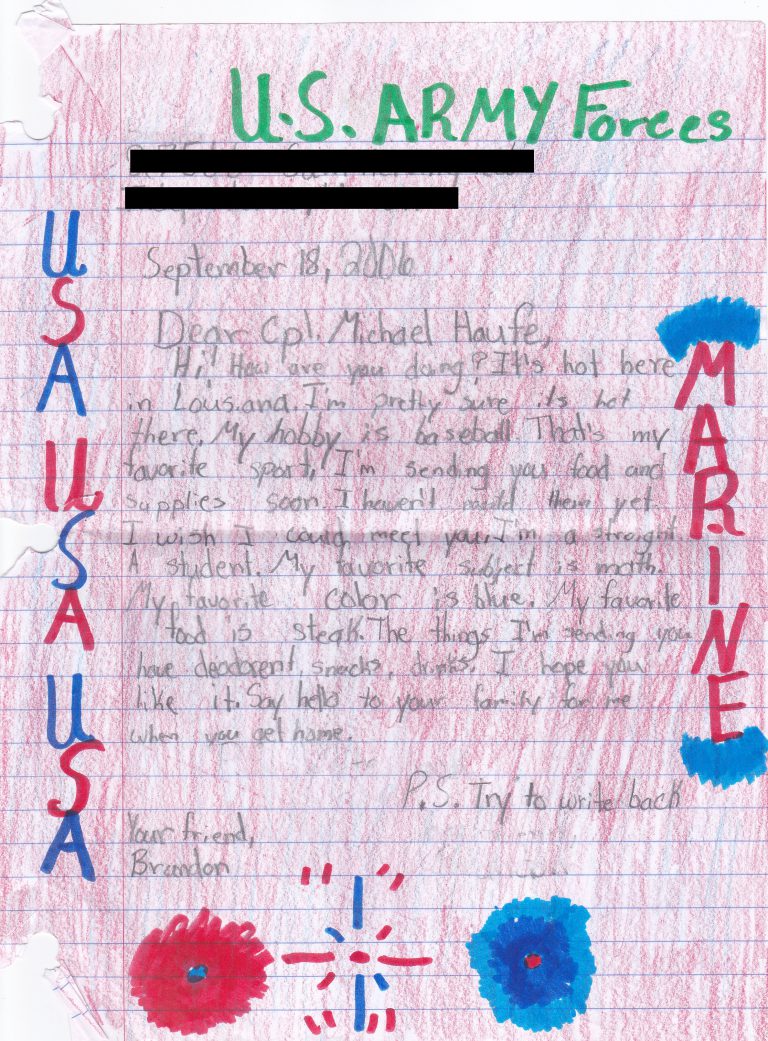 U.S. ARMY Forces
September 18, 2006
Dear Cpl. Michael Haufe,
Hi! How are you doing? It's hot here
in Louisiana. I'm pretty sure its hot
there. My hobby is baseball. That's my
favorite sport. I'm sending you food and
supplies soon. I haven't maild them yet.
I wish I could meet you. I'm a straight
A student. My favorite subject is math.
My favorite color is blue. My favorite
food is steak. The things I'm sending you
have deodorent, snacks, drinks. I hope you
like it. Say hello to your family for me
when you get home.
P.S. Try to write back
Your friend,
Brandon
USA USA USA
MARINE